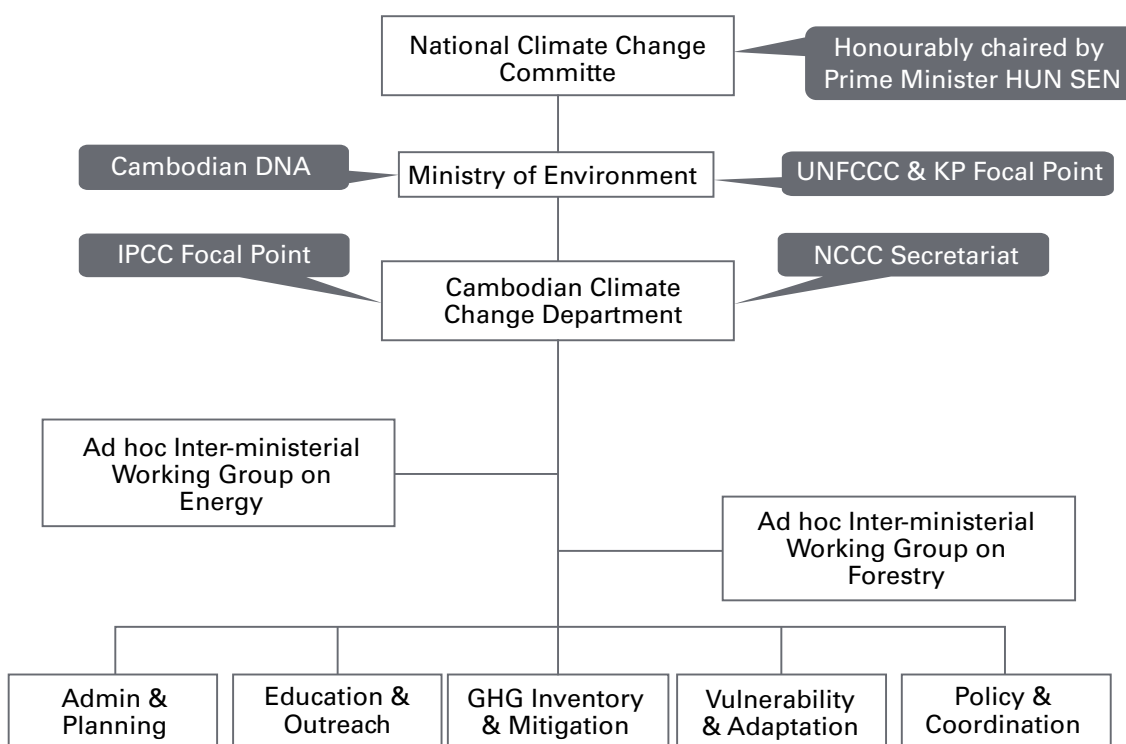 National Climate Change
Committe
Honourably chaired by
Prime Minister HUN SEN
Cambodian DNA
Ministry of Environment
UNFCCC & KP Focal Point
IPCC Focal Point
NCCC Secretariat
Cambodian Climate
Change Department
Ad hoc Inter-ministerial
Working Group on
Energy
Ad hoc Inter-ministerial
Working Group on
Forestry
Admin &
Planning
Education &
Outreach
GHG Inventory
& Mitigation
Vulnerability
& Adaptation
Policy &
Coordination